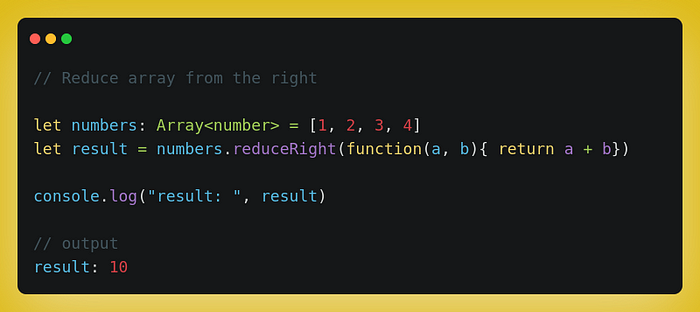 // Reduce array from the right
let numbers: Array<number> = [1, 2, 3, 4]
let result = numbers.reduceRight(function(a, b){ return a + b})
console.log("result: ", result)
// output
result: 10